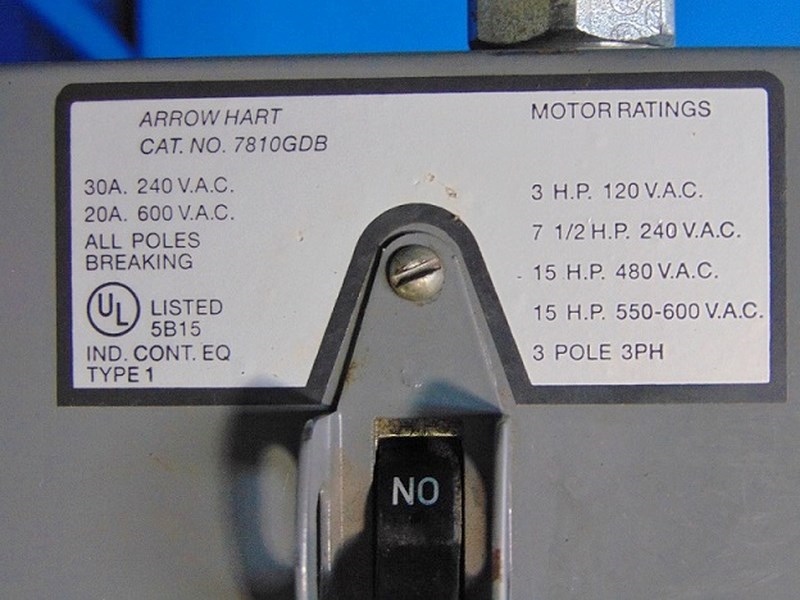 ARROW HART
CAT. NO. 7810GDB
30A. 240 V.A.C.
20A. 600 V.A.C.
ALL POLES
BREAKING
UL LISTED
5B15
IND. CONT. EQ
TYPE 1
MOTOR RATINGS
3 H.P. 120 V.A.C.
7 1/2 H.P. 240 V.A.C.
15 H.P. 480 V.A.C.
15 H.P. 550-600 V.A.C.
3 POLE 3PH
NO